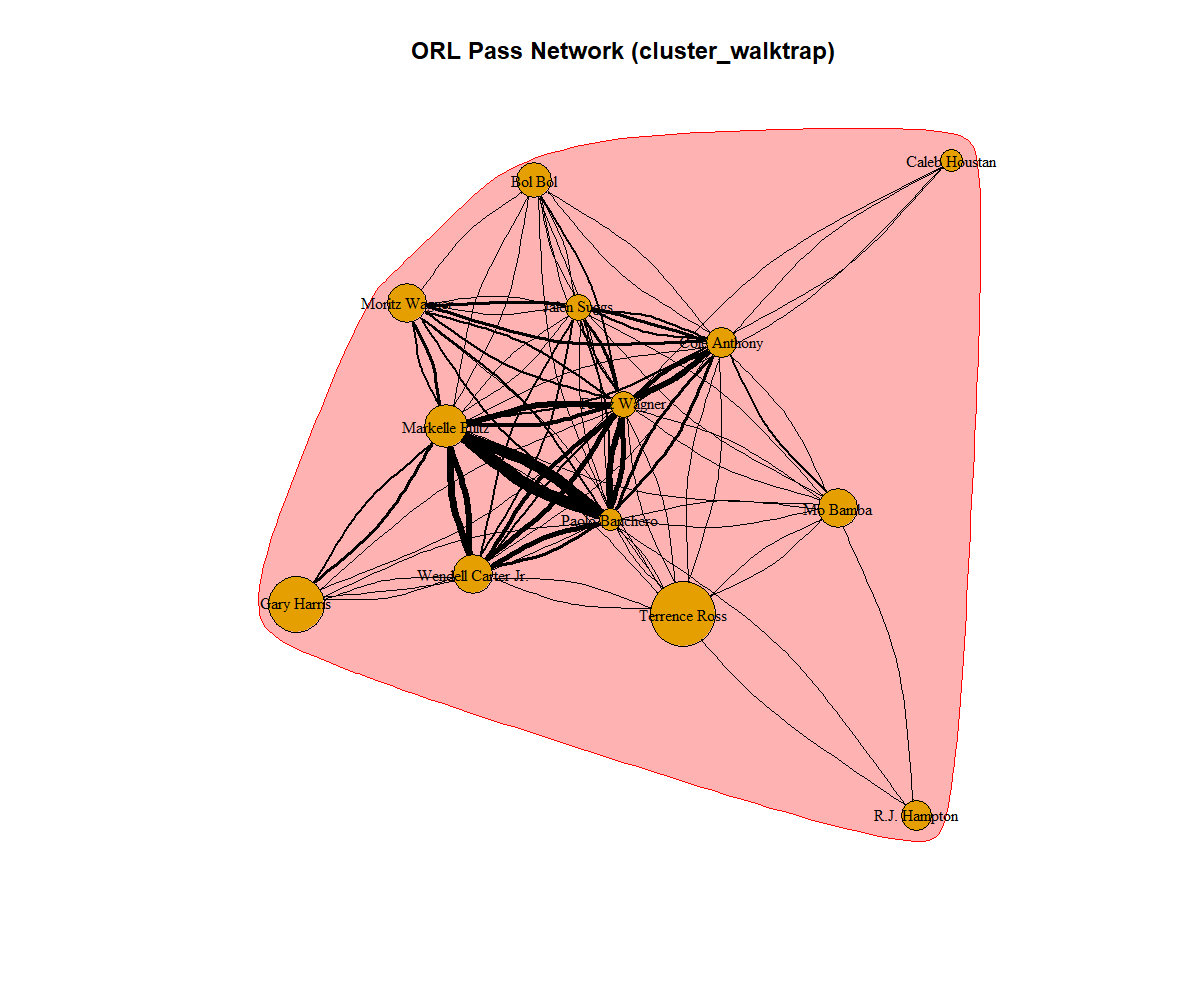 ORL Pass Network (cluster_walktrap)
Caleb Houstan
Bol Bol
Moritz Wagner
Jalen Suggs
Cole Anthony
Wagner
Markelle Fultz
Mo Bamba
Paolo Banchero
Wendell Carter Jr.
Gary Harris
Terrence Ross
R.J. Hampton